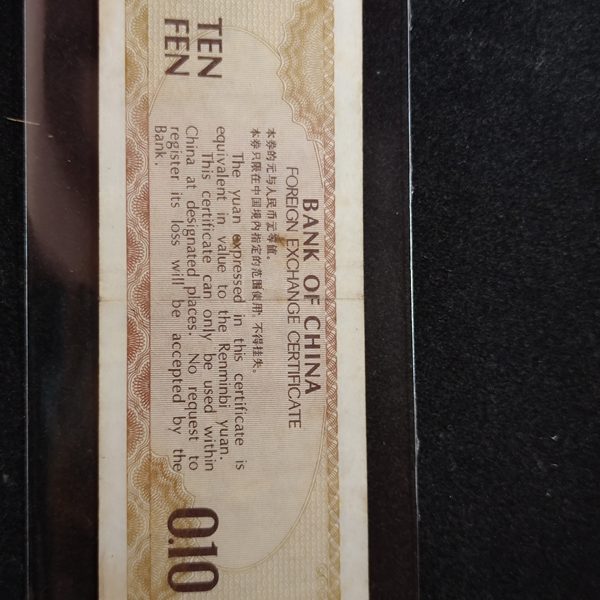 BANK OF CHINA
FOREIGN EXCHANGE CERTIFICATE
本券的元与人民币元等值。
本券只限在中国境内指定的范围使用,不得挂失。
The yuan expressed in this certificate is
equivalent in value to the Renminbi yuan.
This certificate can only be used within
China at designated places. No request to
register its loss will be accepted by the
Bank.
TEN
FEN
0.10